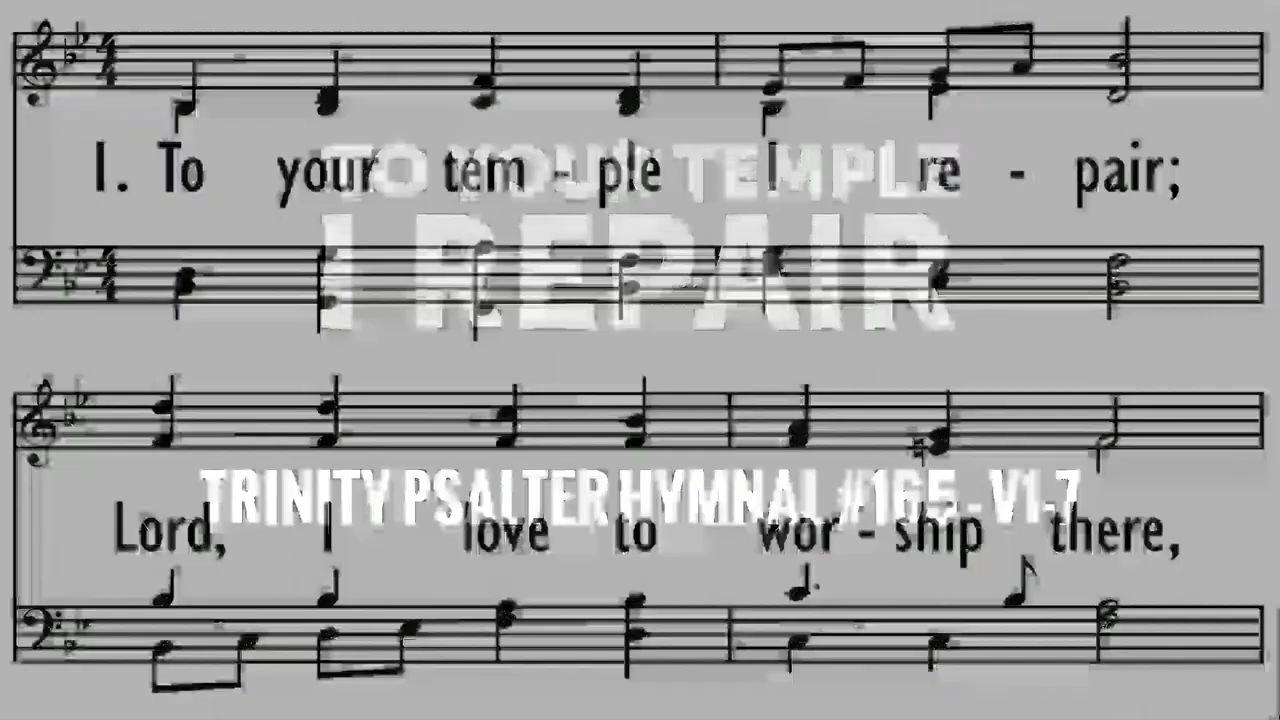 1. To your tem - ple I re - pair;
TO YOUR TEMPLE
I REPAIR
TRINITY PSALTER HYMNAL #165 - V1-7
Lord, I love to wor - ship there,